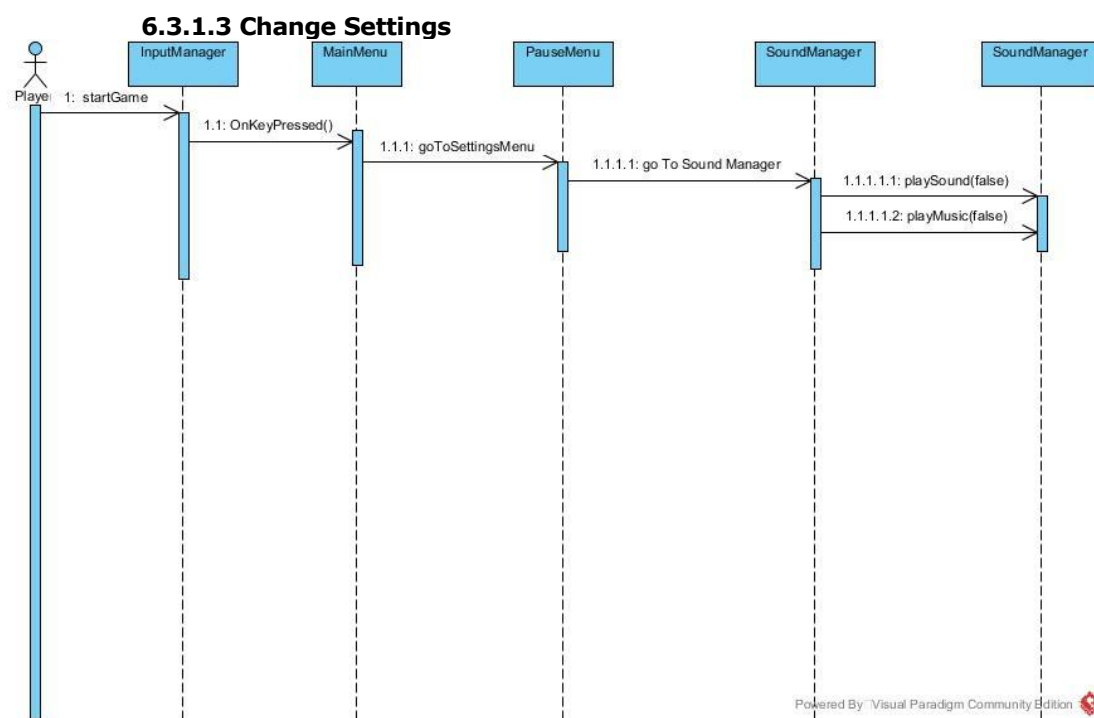 6.3.1.3 Change Settings
InputManager MainMenu PauseMenu SoundManager SoundManager
Player
1: startGame
1.1: OnKeyPressed()
1.1.1: goToSettingsMenu
1.1.1.1: go To Sound Manager
1.1.1.1.1: playSound(false)
1.1.1.1.2: playMusic(false)
Powered By Visual Paradigm Community Edition